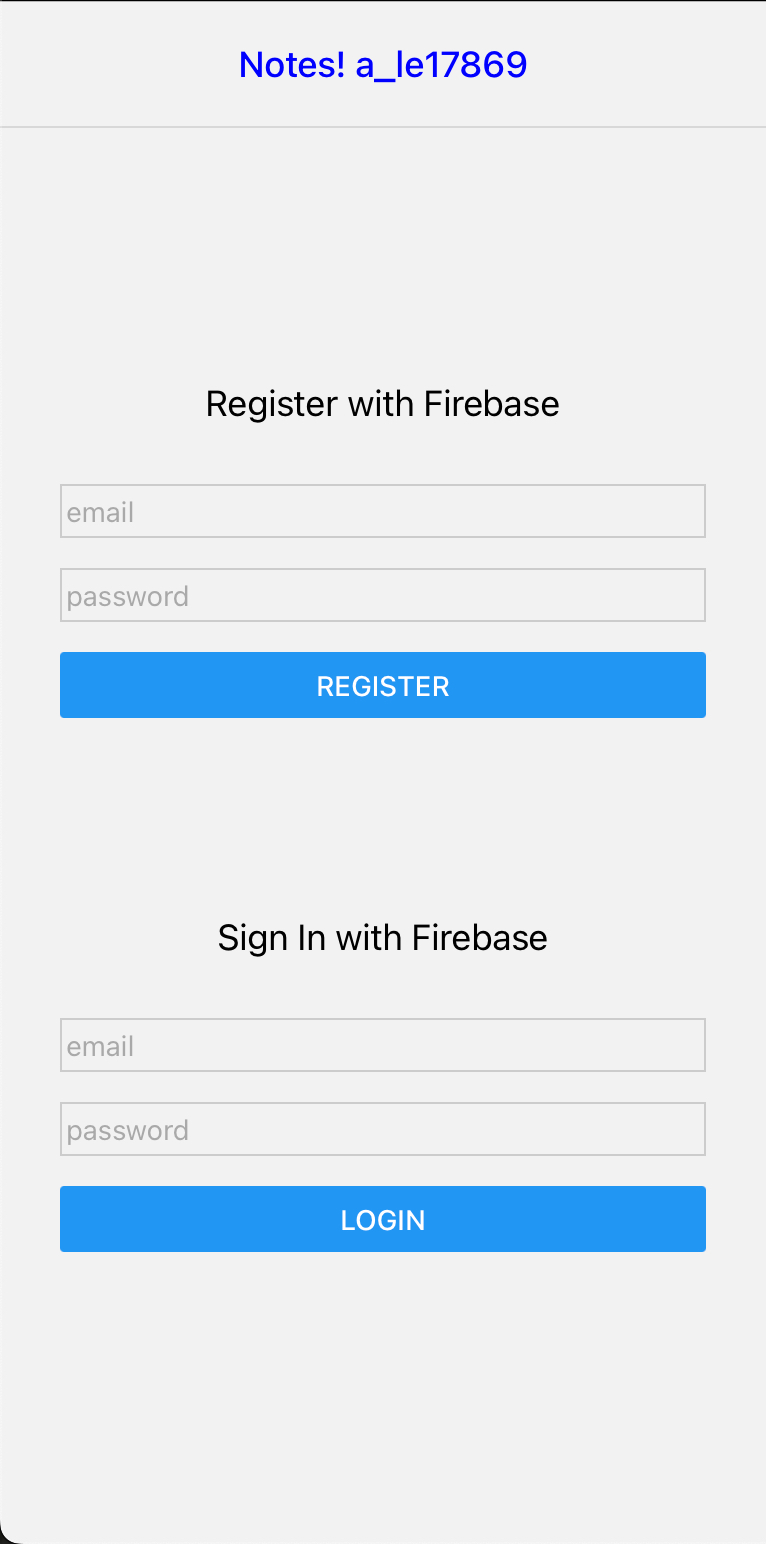 Notes! a_le17869
Register with Firebase
email
password
REGISTER
Sign In with Firebase
email
password
LOGIN